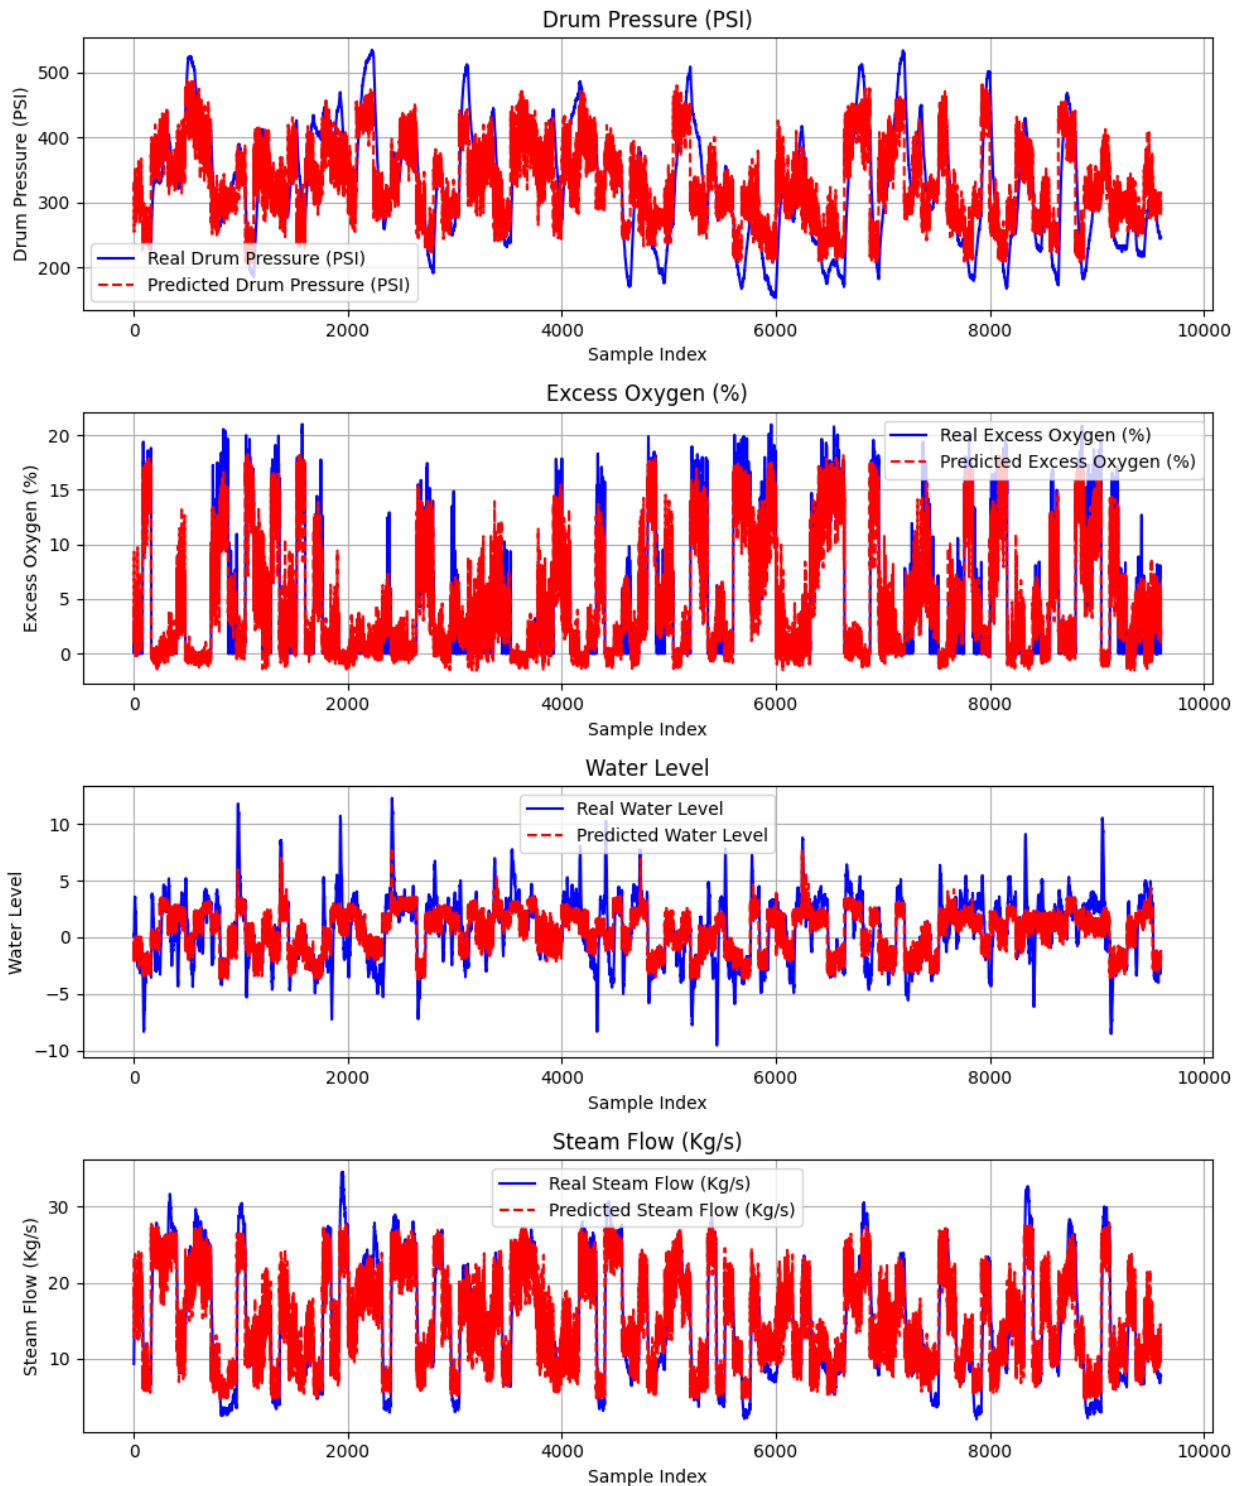 Drum Pressure (PSI)
Drum Pressure (PSI)
500
400
300
200
Real Drum Pressure (PSI)
Predicted Drum Pressure (PSI)
0 2000 4000 6000 8000 10000
Sample Index
Excess Oxygen (%)
Excess Oxygen (%)
20
15
10
5
0
Real Excess Oxygen (%)
Predicted Excess Oxygen (%)
0 2000 4000 6000 8000 10000
Sample Index
Water Level
Water Level
10
5
0
−5
−10
Real Water Level
Predicted Water Level
0 2000 4000 6000 8000 10000
Sample Index
Steam Flow (Kg/s)
Steam Flow (Kg/s)
30
20
10
Real Steam Flow (Kg/s)
Predicted Steam Flow (Kg/s)
0 2000 4000 6000 8000 10000
Sample Index